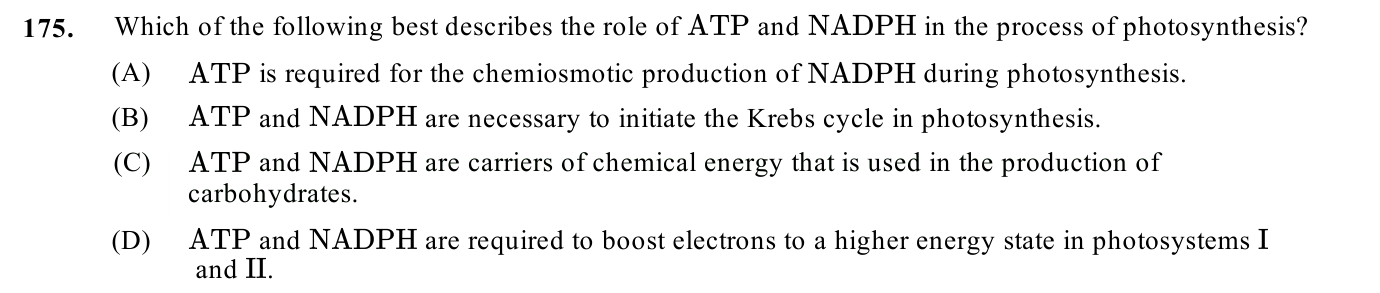 175. Which of the following best describes the role of ATP and NADPH in the process of photosynthesis?
(A) ATP is required for the chemiosmotic production of NADPH during photosynthesis.
(B) ATP and NADPH are necessary to initiate the Krebs cycle in photosynthesis.
(C) ATP and NADPH are carriers of chemical energy that is used in the production of
carbohydrates.
(D) ATP and NADPH are required to boost electrons to a higher energy state in photosystems I
and II.